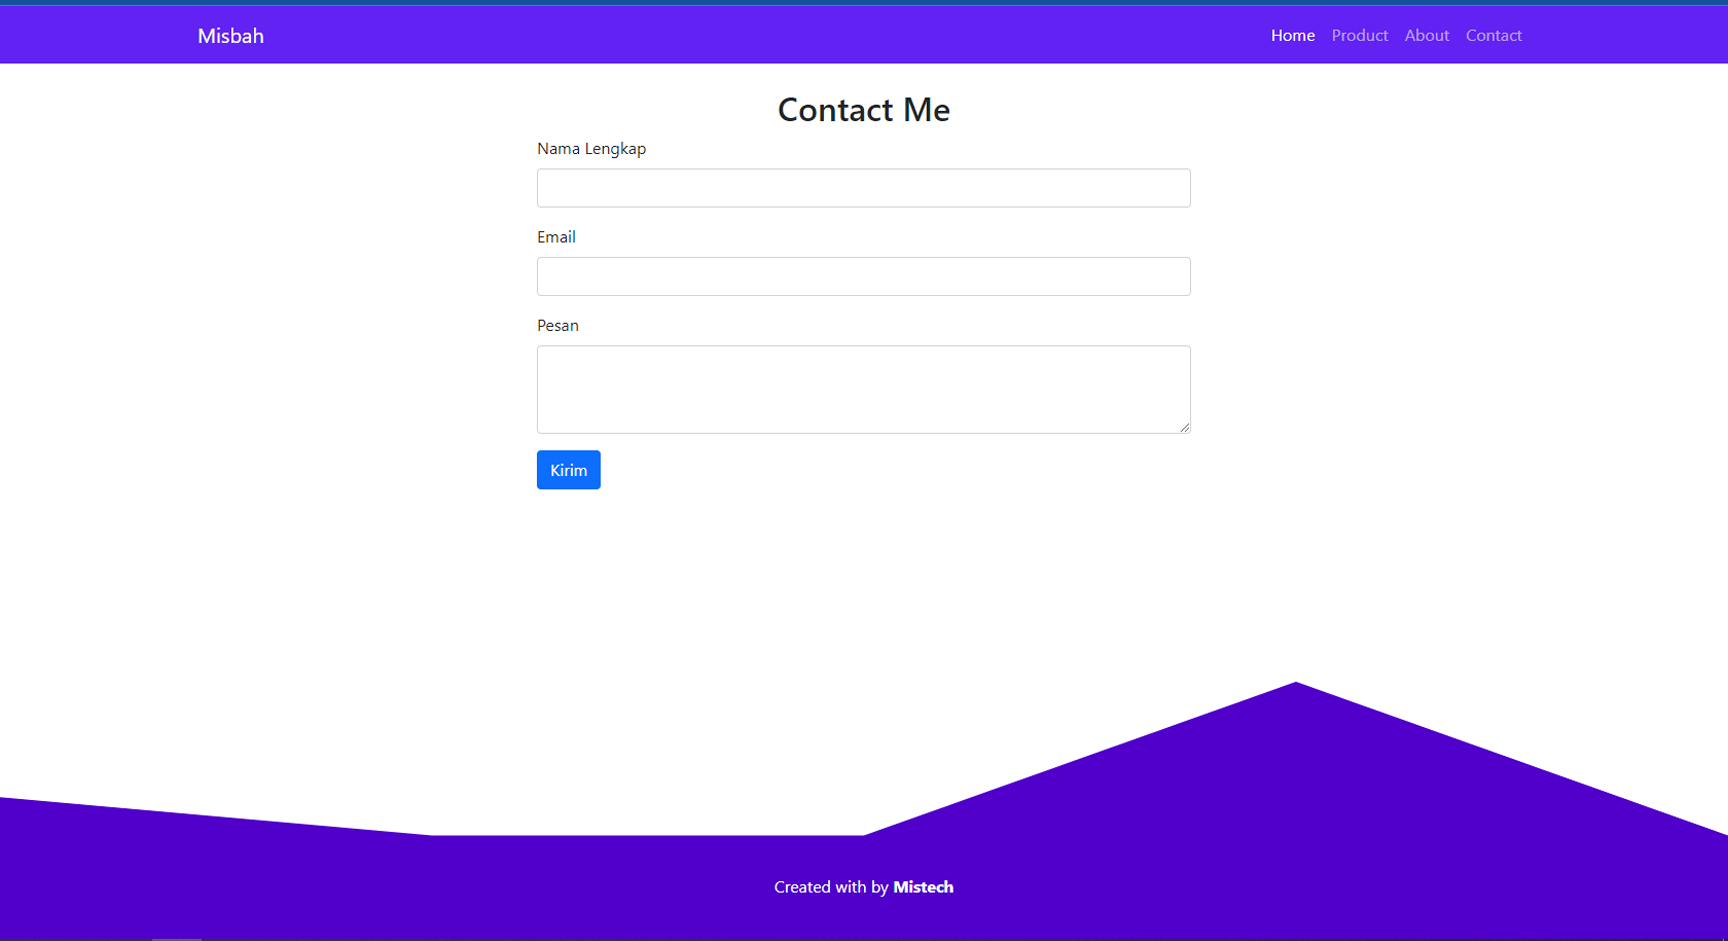 Misbah
Home Product About Contact
Contact Me
Nama Lengkap
Email
Pesan
Kirim
Created with by Mistech